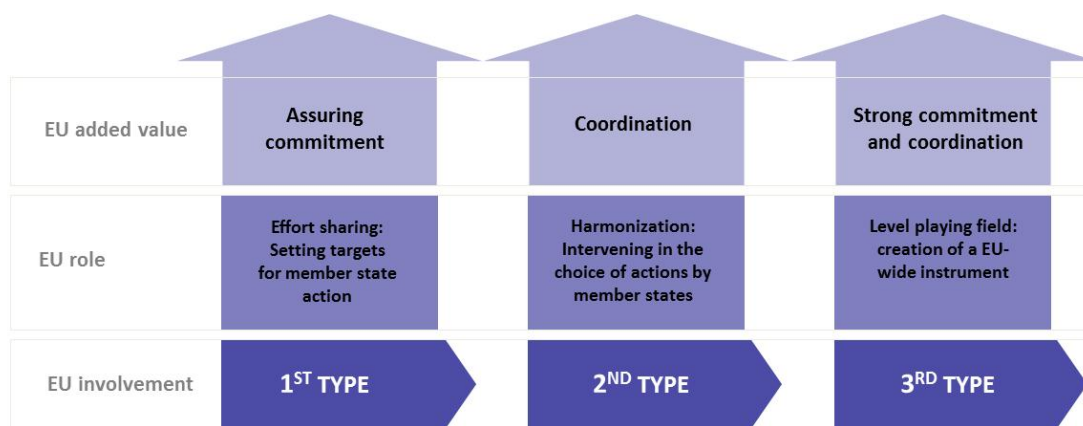 EU added value
Assuring
commitment
Coordination
Strong commitment
and coordination
EU role
Effort sharing:
Setting targets
for member state
action
Harmonization:
Intervening in the
choice of actions by
member states
Level playing field:
creation of a EU-
wide instrument
EU involvement
1ST TYPE
2ND TYPE
3RD TYPE